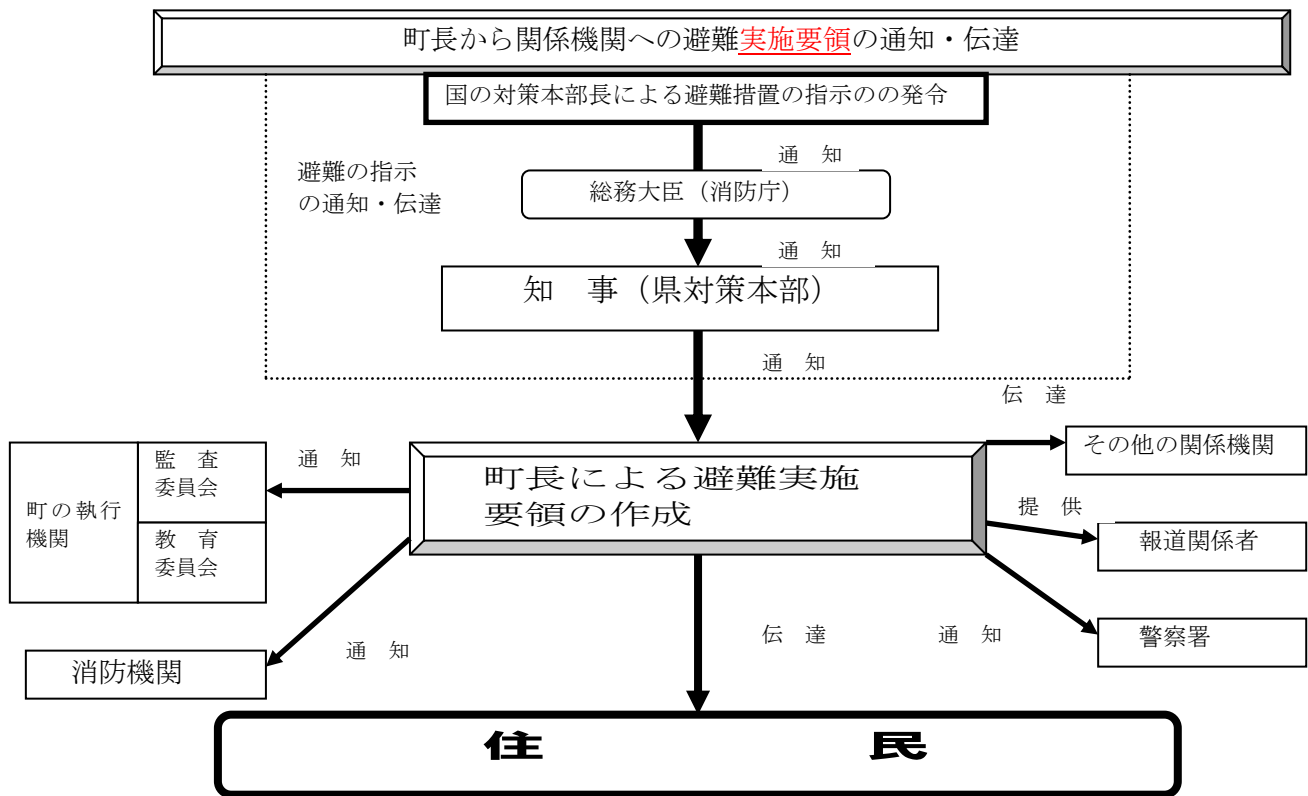 町長から関係機関への避難実施要領の通知・伝達
国の対策本部長による避難措置の指示のの発令
通 知
避難の指示
の通知・伝達
総務大臣（消防庁）
通 知
知 事（県対策本部）
通 知
伝 達
その他の関係機関
監 査
委員会
通 知
町長による避難実施
要領の作成
町の執行
機関
提 供
報道関係者
教 育
委員会
伝 達
通 知
警察署
通 知
消防機関
住 民